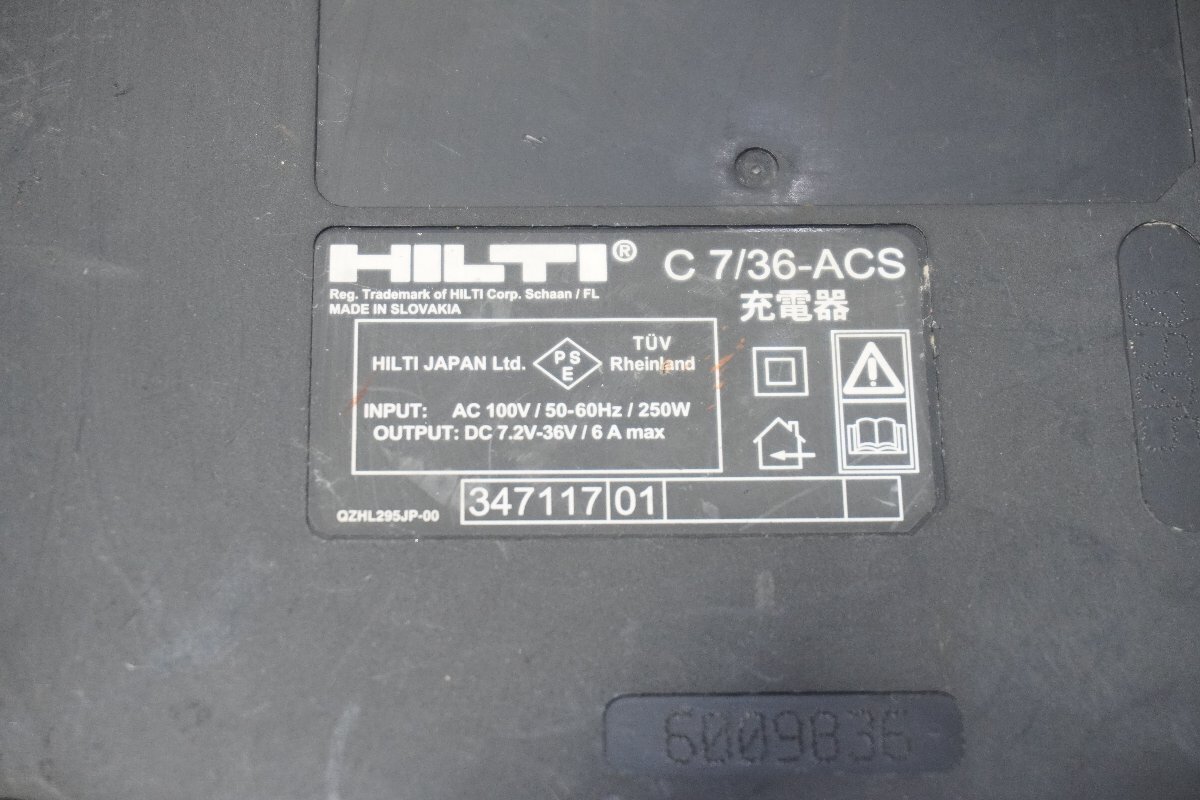 HILTI® C 7/36-ACS
Reg. Trademark of HILTI Corp. Schaan / FL
MADE IN SLOVAKIA
充電器
HILTI JAPAN Ltd. PSE TÜV Rheinland
INPUT: AC 100V / 50-60Hz / 250W
OUTPUT: DC 7.2V-36V / 6 A max
QZHL295JP-00 347117 01
6009836